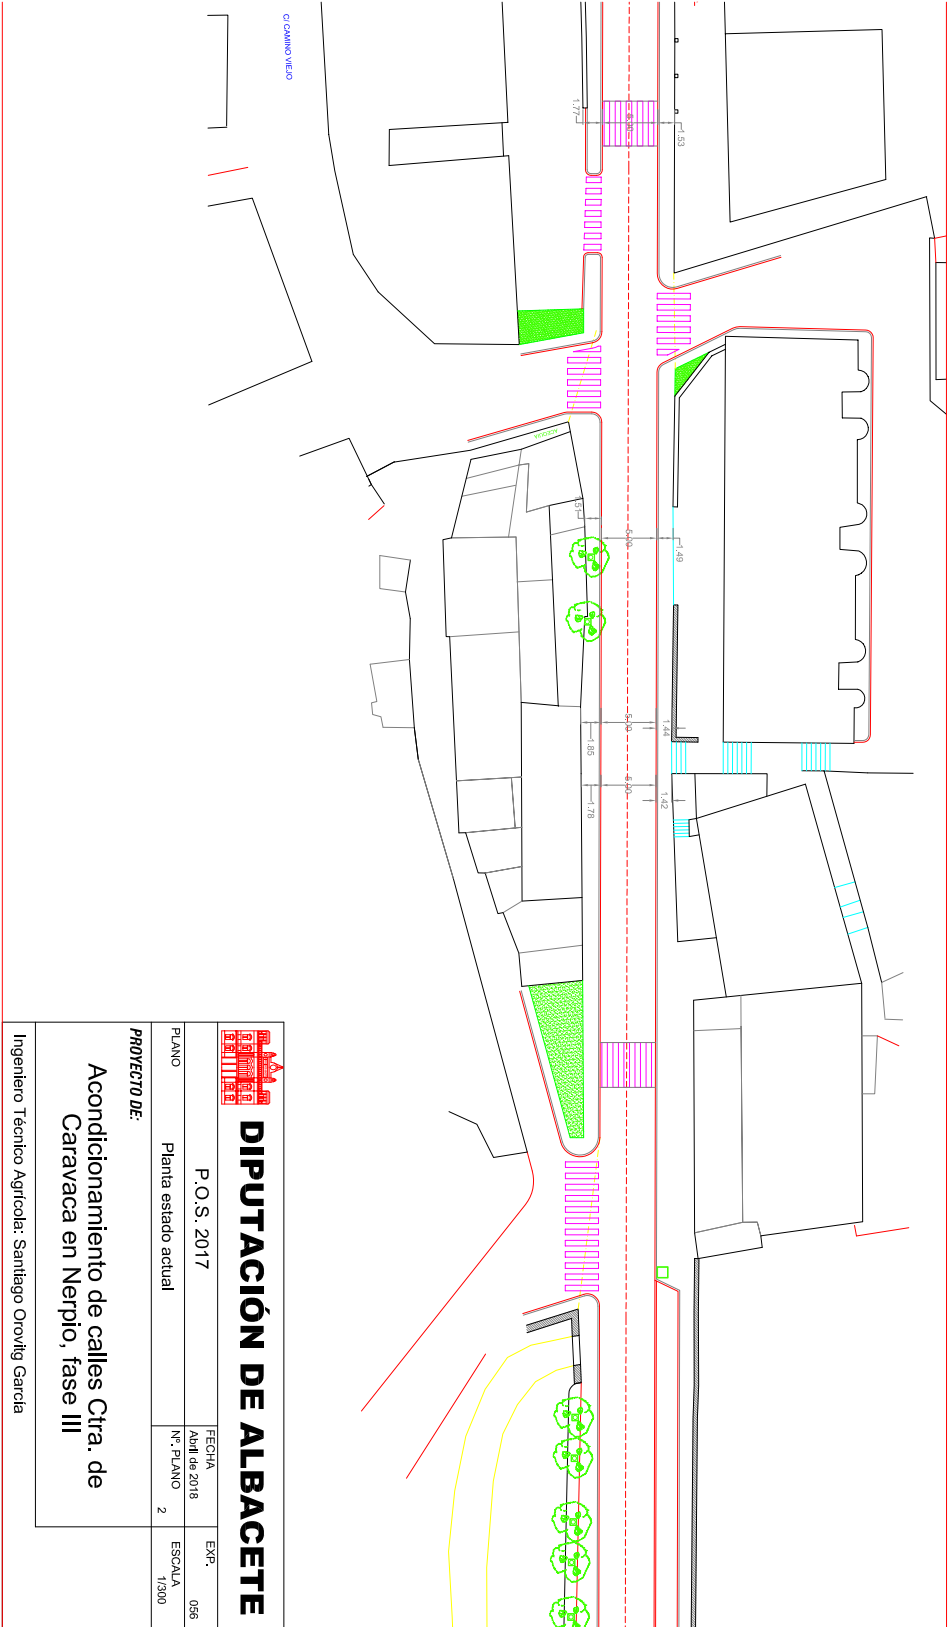 C/ CAMINO VIEJO
1.77
1.53
ACEQUIA
1.51
5.00
1.49
5.00
1.44
1.85
5.00
1.42
1.78
DIPUTACIÓN DE ALBACETE
P.O.S. 2017
FECHA
Abril de 2018
EXP.
056
PLANO
Planta estado actual
Nº. PLANO
2
ESCALA
1/300
PROYECTO DE:
Acondicionamiento de calles Ctra. de
Caravaca en Nerpio, fase III
Ingeniero Técnico Agrícola: Santiago Orovitg García